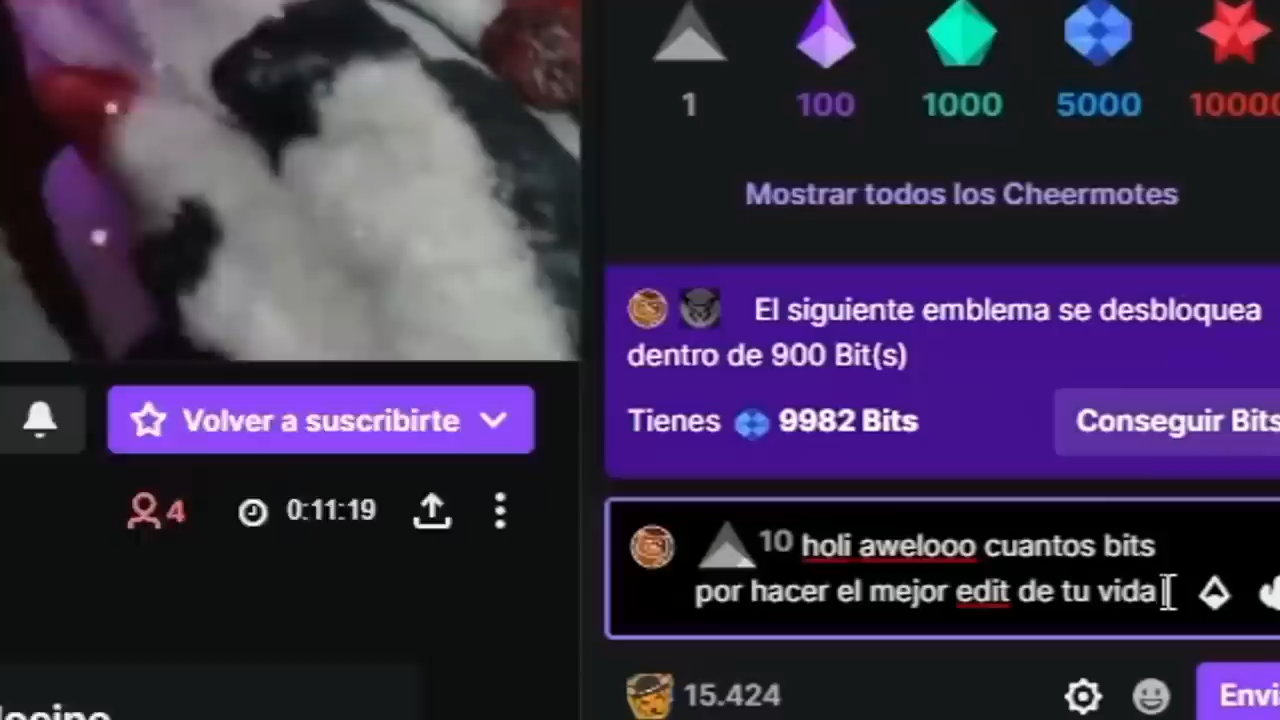 1 100 1000 5000 10000
Mostrar todos los Cheermotes
El siguiente emblema se desbloquea
dentro de 900 Bit(s)
Tienes 9982 Bits Conseguir Bits
Volver a suscribirte
4 0:11:19
10 holi awelooo cuantos bits
por hacer el mejor edit de tu vida
15.424 Envi